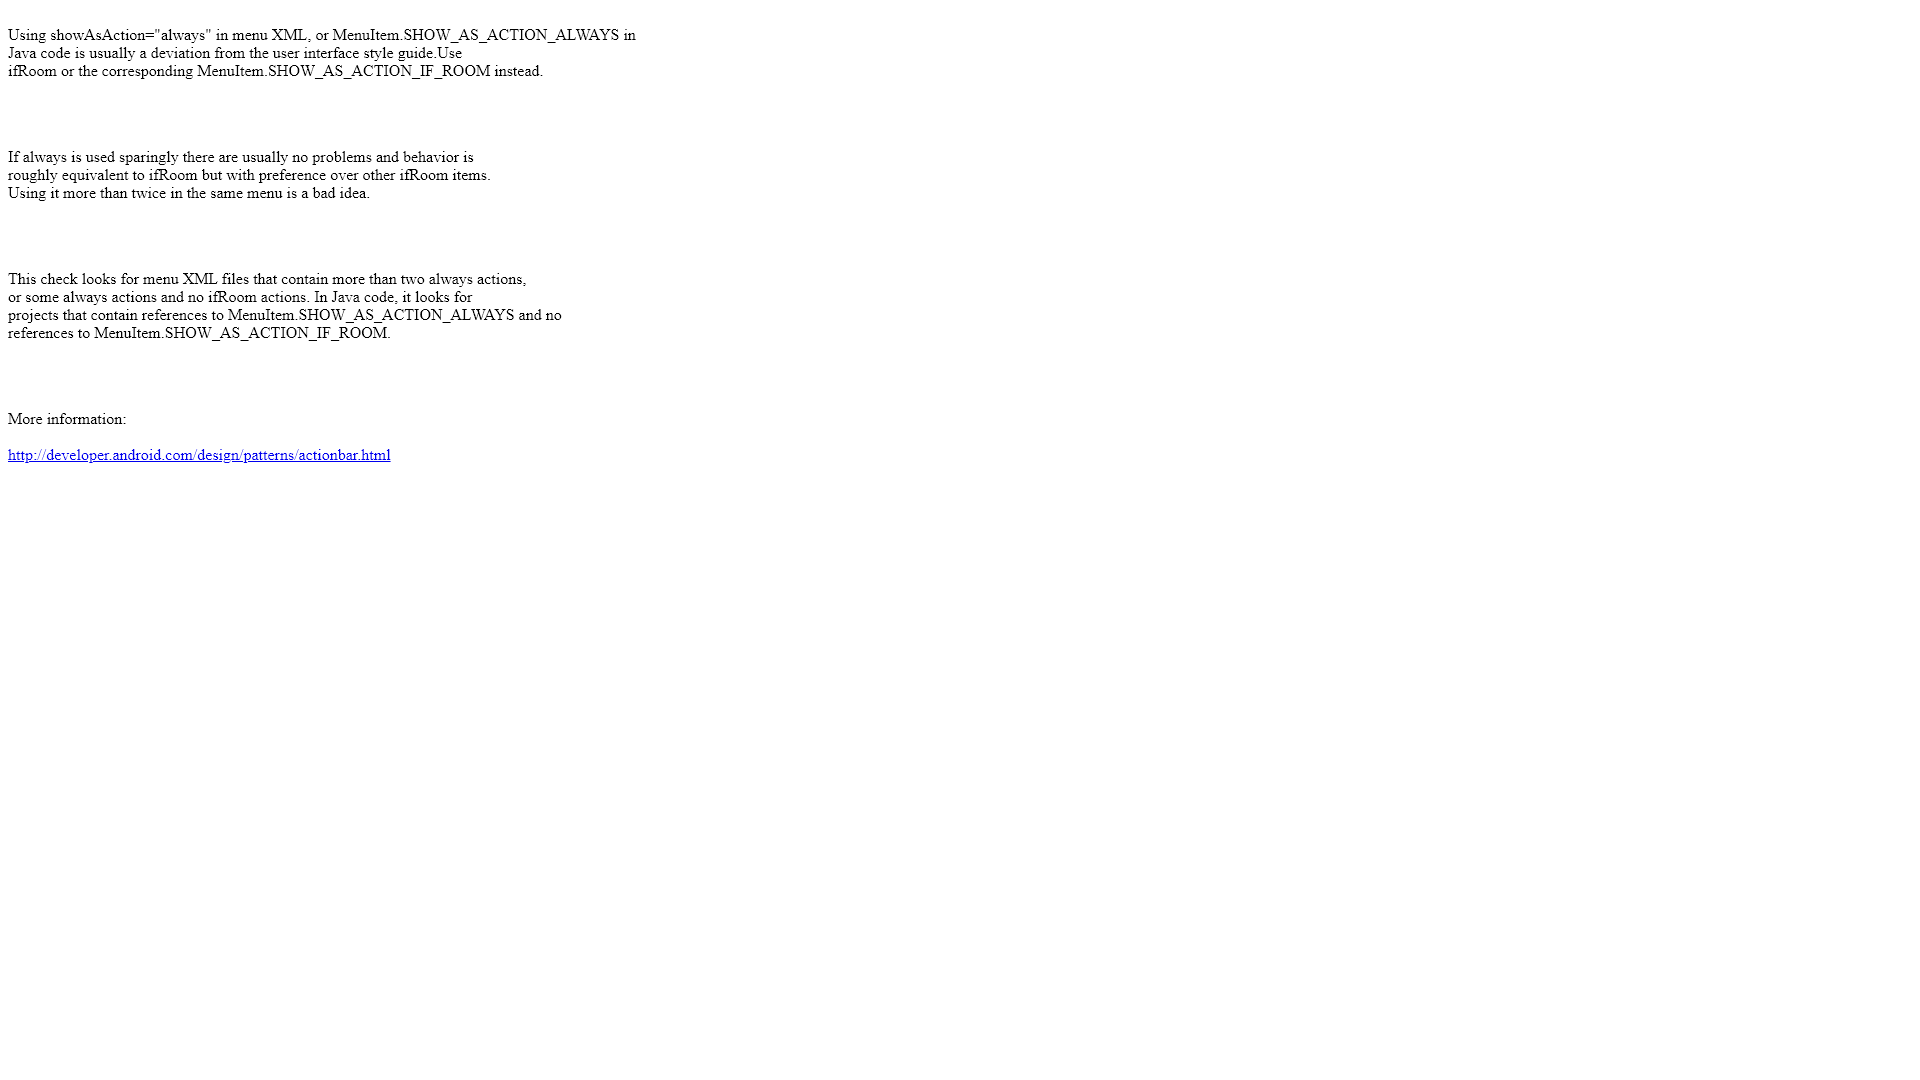 Using showAsAction="always" in menu XML, or MenuItem.SHOW_AS_ACTION_ALWAYS in
Java code is usually a deviation from the user interface style guide.Use
ifRoom or the corresponding MenuItem.SHOW_AS_ACTION_IF_ROOM instead.
If always is used sparingly there are usually no problems and behavior is
roughly equivalent to ifRoom but with preference over other ifRoom items.
Using it more than twice in the same menu is a bad idea.
This check looks for menu XML files that contain more than two always actions,
or some always actions and no ifRoom actions. In Java code, it looks for
projects that contain references to MenuItem.SHOW_AS_ACTION_ALWAYS and no
references to MenuItem.SHOW_AS_ACTION_IF_ROOM.
More information:
http://developer.android.com/design/patterns/actionbar.html